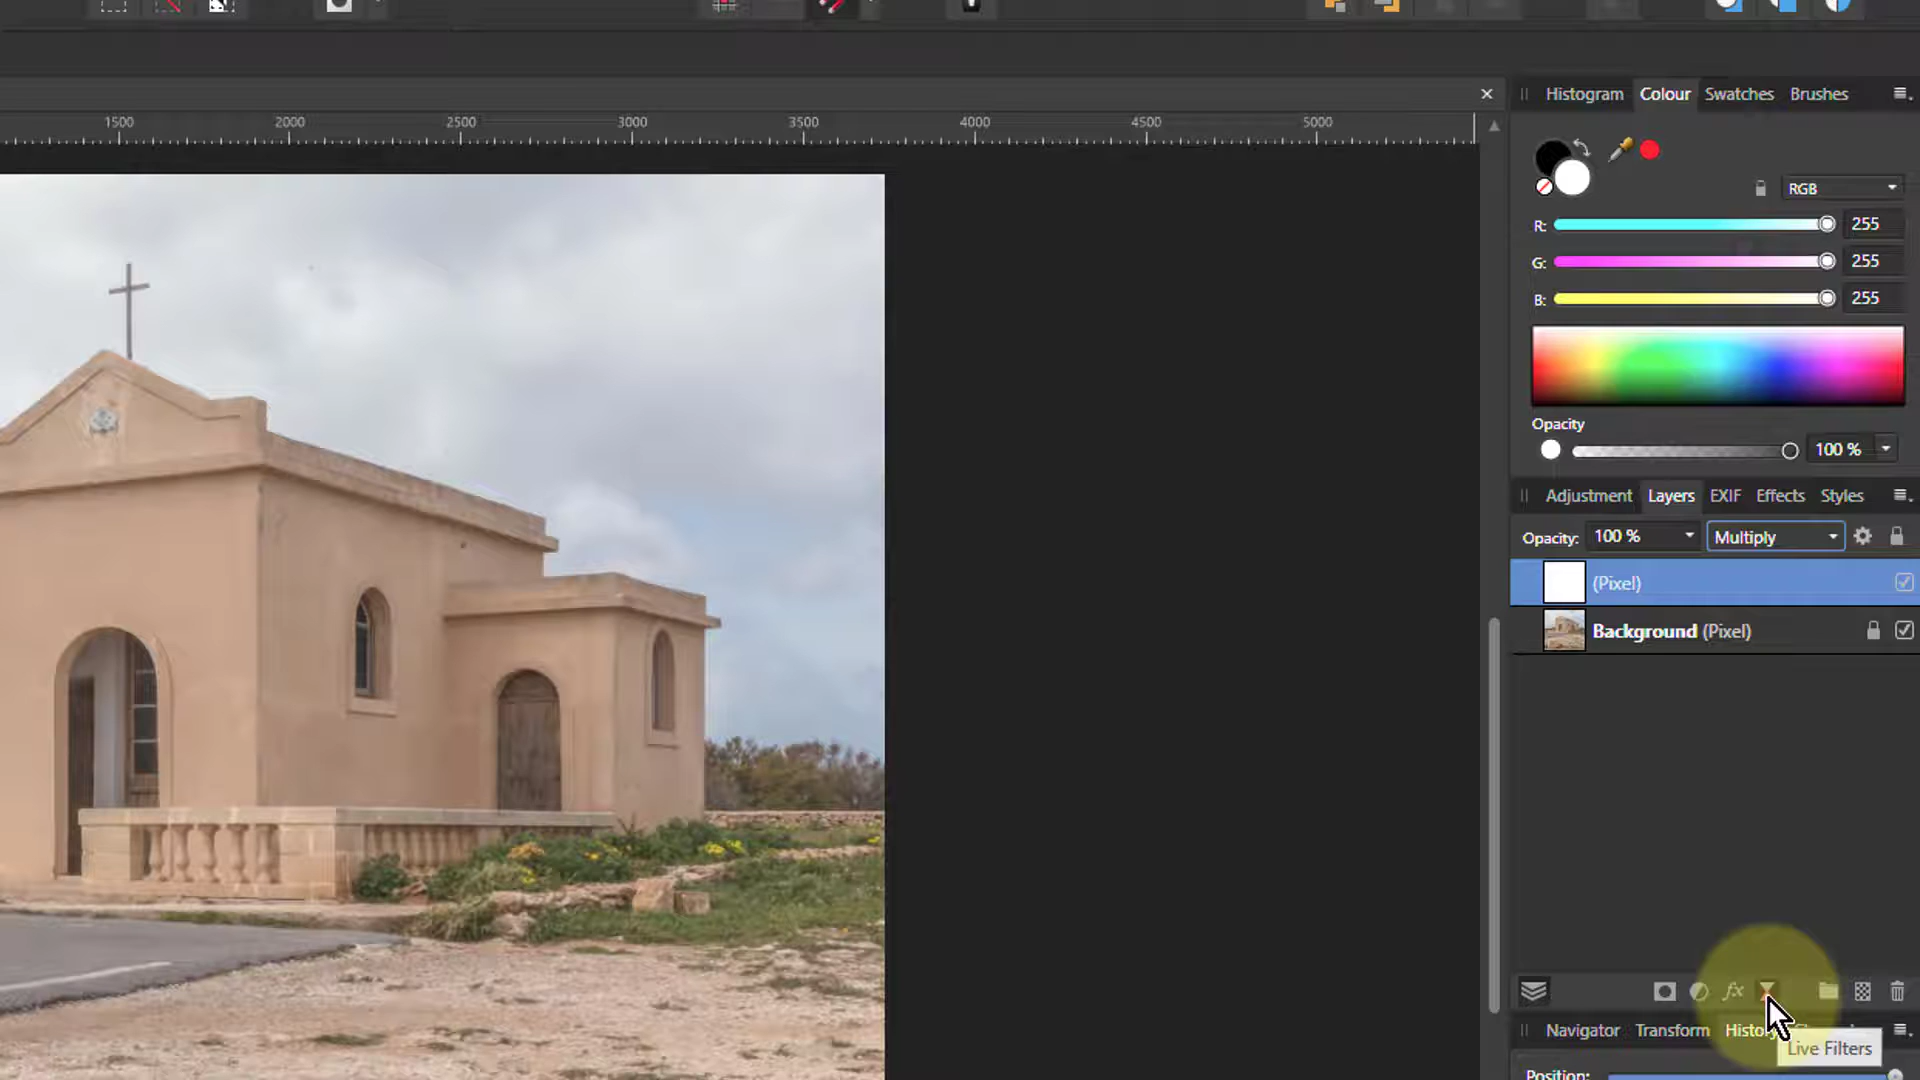 Histogram Colour Swatches Brushes
1500 2000 2500 3000 3500 4000 4500 5000
RGB
R: 255
G: 255
B: 255
Opacity
100 %
Adjustment Layers EXIF Effects Styles
Opacity: 100 % Multiply
(Pixel)
Background (Pixel)
fx
Navigator Transform History
Live Filters
Position: